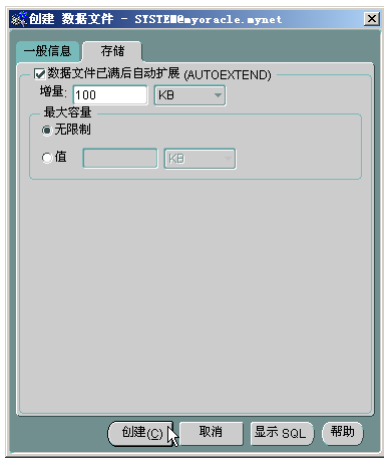 创建 数据文件 - SYSTEM@myoracle.mynet
一般信息 存储
数据文件已满后自动扩展 (AUTOEXTEND)
增量: 100 KB
最大容量
无限制
值 KB
创建(C) 取消 显示 SQL 帮助